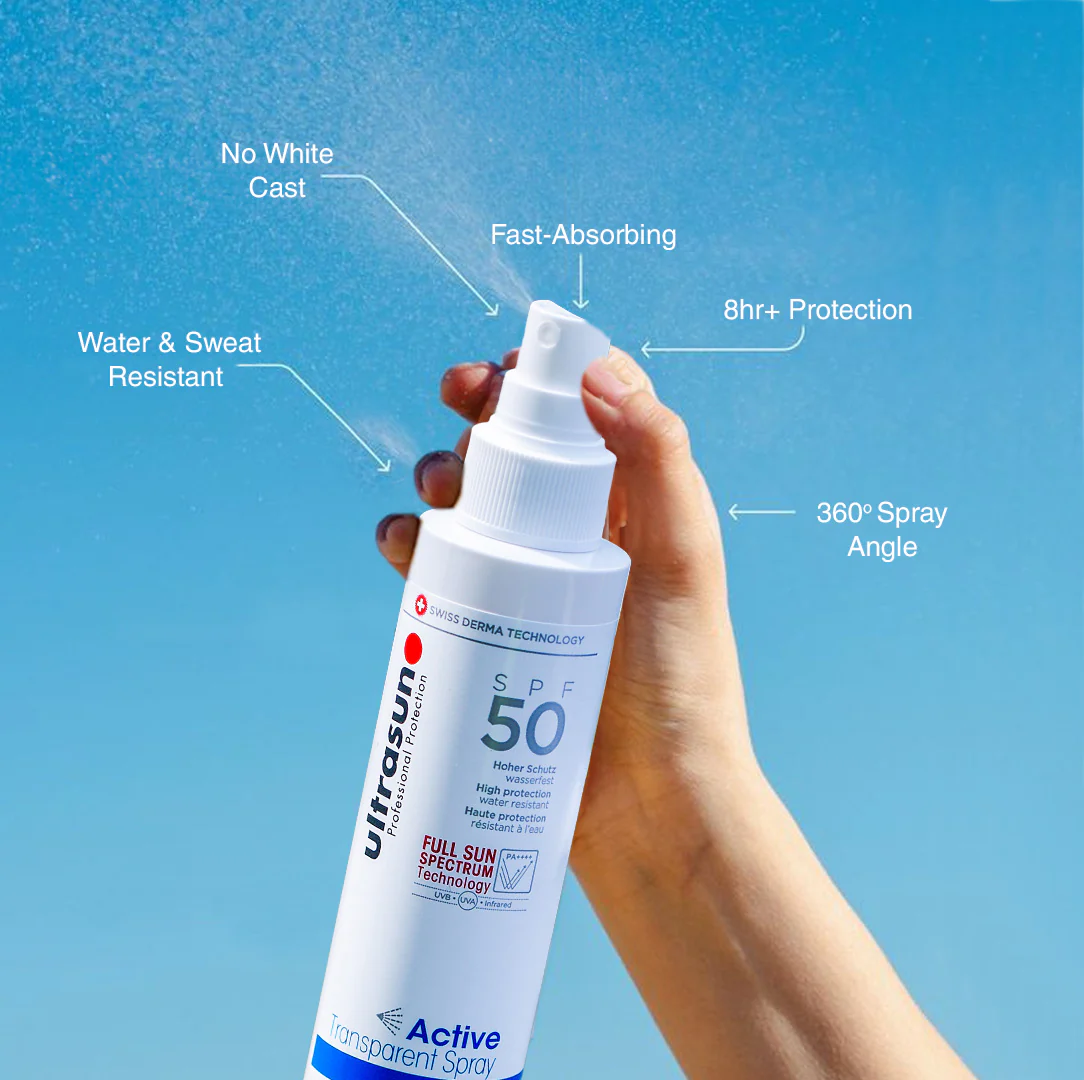 No White
Cast
Fast-Absorbing
8hr+ Protection
Water & Sweat
Resistant
360º Spray
Angle
SWISS DERMA TECHNOLOGY
ultrasun
Professional Protection
SPF
50
Hoher Schutz
wasserfest
High protection
water resistant
Haute protection
résistant à l'eau
FULL SUN
SPECTRUM
Technology
PA++++
UVB • UVA • Infrared
Active
Transparent Spray